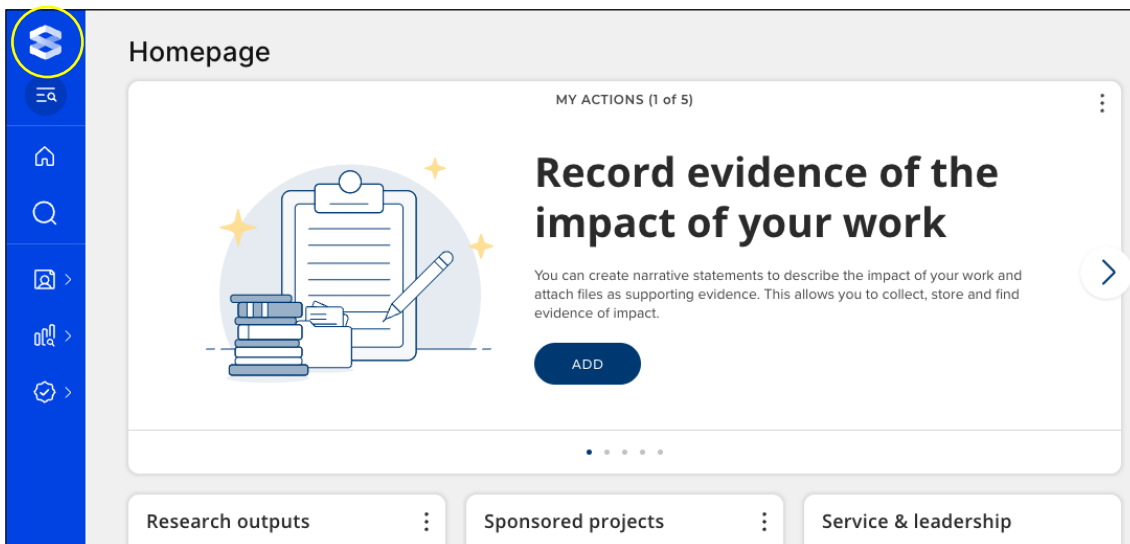 Homepage
MY ACTIONS (1 of 5)
Record evidence of the
impact of your work
You can create narrative statements to describe the impact of your work and
attach files as supporting evidence. This allows you to collect, store and find
evidence of impact.
ADD
Research outputs
Sponsored projects
Service & leadership